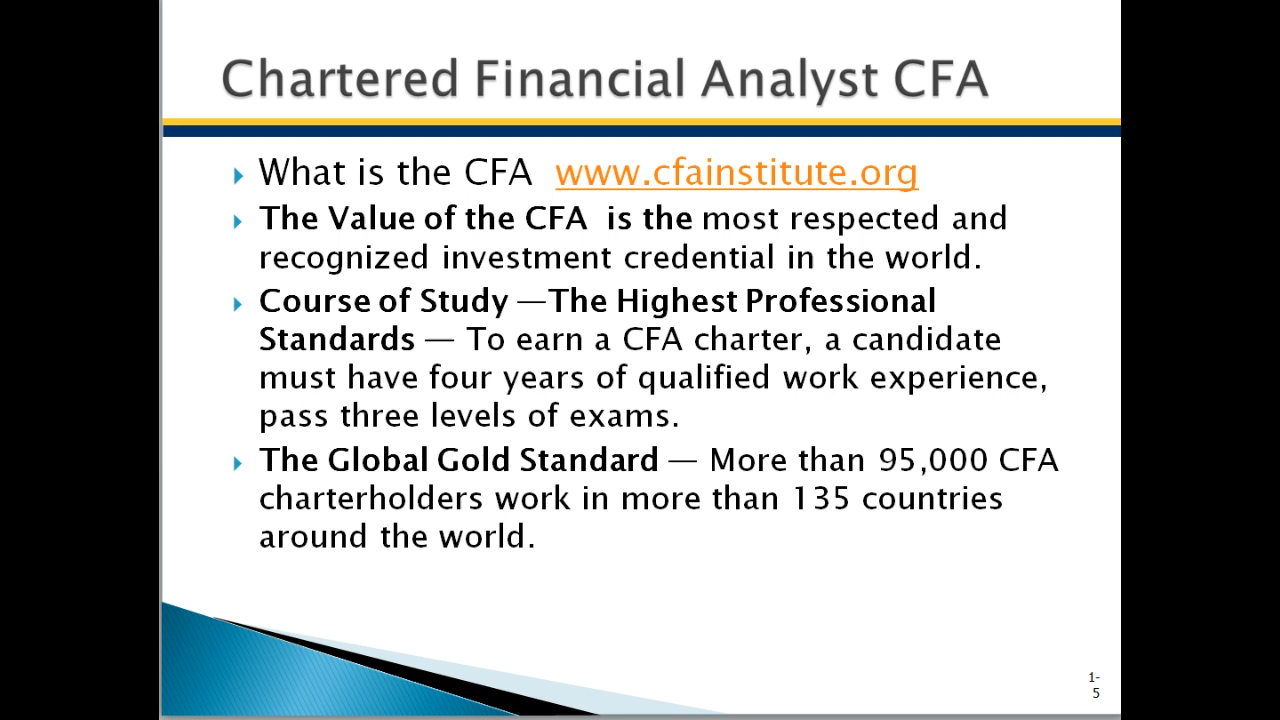 Chartered Financial Analyst CFA
What is the CFA www.cfainstitute.org
The Value of the CFA is the most respected and
recognized investment credential in the world.
Course of Study —The Highest Professional
Standards — To earn a CFA charter, a candidate
must have four years of qualified work experience,
pass three levels of exams.
The Global Gold Standard — More than 95,000 CFA
charterholders work in more than 135 countries
around the world.
1-
5